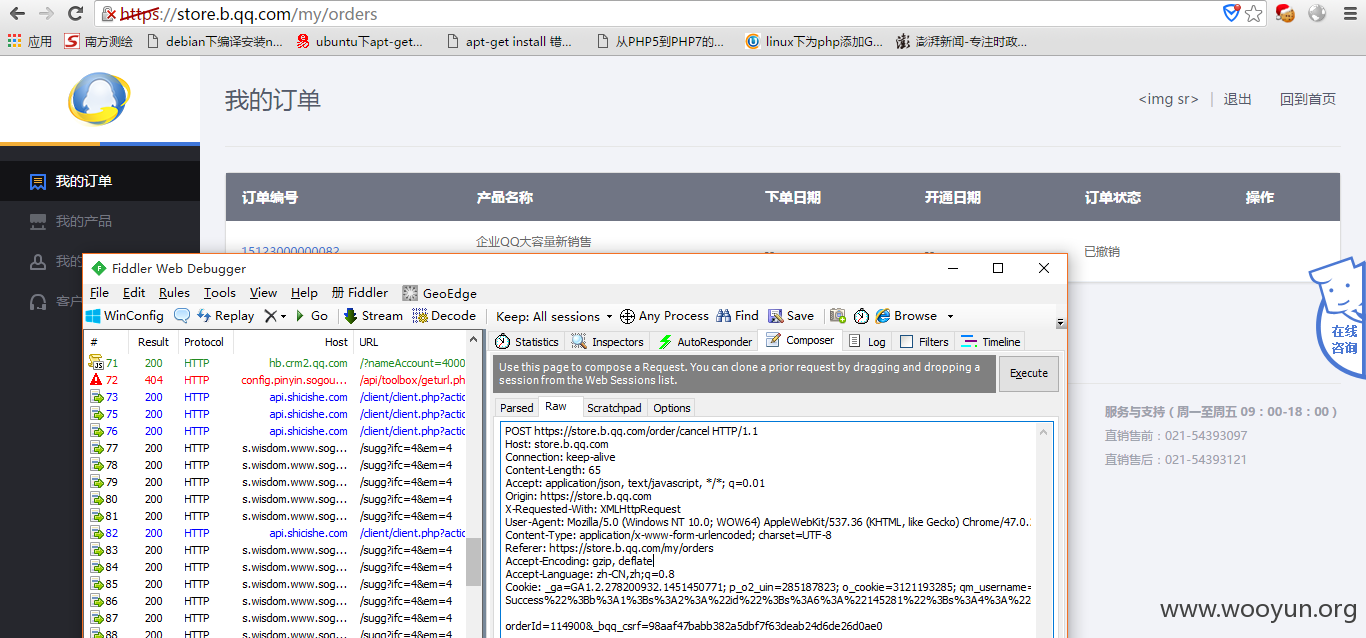 https://store.b.qq.com/my/orders
应用 南方测绘 debian下编译安装n... ubuntu下apt-get... apt-get install 错... 从PHP5到PHP7的... linux下为php添加G... 澎湃新闻-专注时政...
我的订单
<img sr> | 退出 回到首页
我的订单
我的产品
我的
客户
订单编号 产品名称 下单日期 开通日期 订单状态 操作
15123000000082 企业QQ大容量新销售 -- -- 已撤销
在线
咨询
服务与支持（周一至周五 09：00-18：00）
直销售前：021-54393097
直销售后：021-54393121
Fiddler Web Debugger
File Edit Rules Tools View Help 册 Fiddler GeoEdge
WinConfig Replay Go Stream Decode Keep: All sessions Any Process Find Save Browse
# Result Protocol Host URL
71 200 HTTP hb.crm2.qq.com /?nameAccount=4000
72 404 HTTP config.pinyin.sogou... /api/toolbox/geturl.ph
73 200 HTTP api.shicishe.com /client/client.php?actio
75 200 HTTP api.shicishe.com /client/client.php?actio
76 200 HTTP api.shicishe.com /client/client.php?actio
77 200 HTTP s.wisdom.www.sog... /sugg?ifc=4&em=4
78 200 HTTP s.wisdom.www.sog... /sugg?ifc=4&em=4
79 200 HTTP s.wisdom.www.sog... /sugg?ifc=4&em=4
80 200 HTTP s.wisdom.www.sog... /sugg?ifc=4&em=4
81 200 HTTP s.wisdom.www.sog... /sugg?ifc=4&em=4
82 200 HTTP api.shicishe.com /client/client.php?actio
83 200 HTTP s.wisdom.www.sog... /sugg?ifc=4&em=4
84 200 HTTP s.wisdom.www.sog... /sugg?ifc=4&em=4
85 200 HTTP s.wisdom.www.sog... /sugg?ifc=4&em=4
86 200 HTTP s.wisdom.www.sog... /sugg?ifc=4&em=4
87 200 HTTP s.wisdom.www.sog... /sugg?ifc=4&em=4
88 200 HTTP s.wisdom.www.sog... /sugg?ifc=4&em=4
Statistics Inspectors AutoResponder Composer Log Filters Timeline
Use this page to compose a Request. You can clone a prior request by dragging and dropping a
session from the Web Sessions list.
Execute
Parsed Raw Scratchpad Options
POST https://store.b.qq.com/order/cancel HTTP/1.1
Host: store.b.qq.com
Connection: keep-alive
Content-Length: 65
Accept: application/json, text/javascript, */*; q=0.01
Origin: https://store.b.qq.com
X-Requested-With: XMLHttpRequest
User-Agent: Mozilla/5.0 (Windows NT 10.0; WOW64) AppleWebKit/537.36 (KHTML, like Gecko) Chrome/47.0.
Content-Type: application/x-www-form-urlencoded; charset=UTF-8
Referer: https://store.b.qq.com/my/orders
Accept-Encoding: gzip, deflate
Accept-Language: zh-CN,zh;q=0.8
Cookie: _ga=GA1.2.278200932.1451450771; p_o2_uin=285187823; o_cookie=3121193285; qm_username=
Success%22%3Bb%3A1%3Bs%3A2%3A%22id%22%3Bs%3A6%3A%22145281%22%3Bs%3A4%3A%22
orderId=114900&_bqq_csrf=98aaf47babb382a5dbf7f63deab24d6de26d0ae0
www.wooyun.org